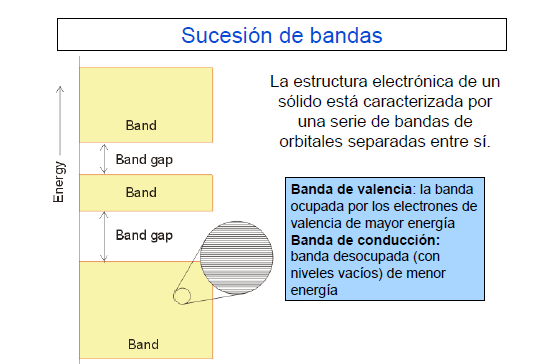 Sucesión de bandas
Energy
Band
Band gap
Band
Band gap
Band
La estructura electrónica de un
sólido está caracterizada por
una serie de bandas de
orbitales separadas entre sí.
Banda de valencia: la banda
ocupada por los electrones de
valencia de mayor energía
Banda de conducción:
banda desocupada (con
niveles vacíos) de menor
energía